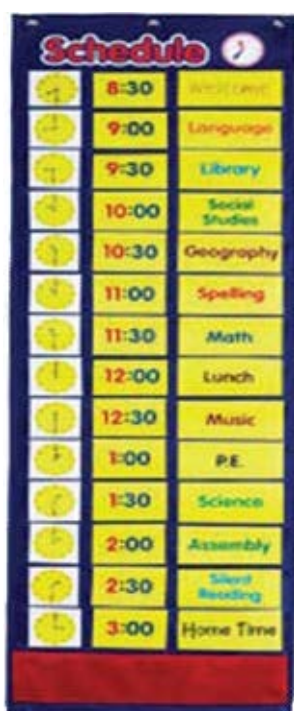 Schedule
8:30 Welcome
9:00 Language
9:30 Library
10:00 Social
Studies
10:30 Geography
11:00 Spelling
11:30 Math
12:00 Lunch
12:30 Music
1:00 P.E.
1:30 Science
2:00 Assembly
2:30 Silent
Reading
3:00 Home Time